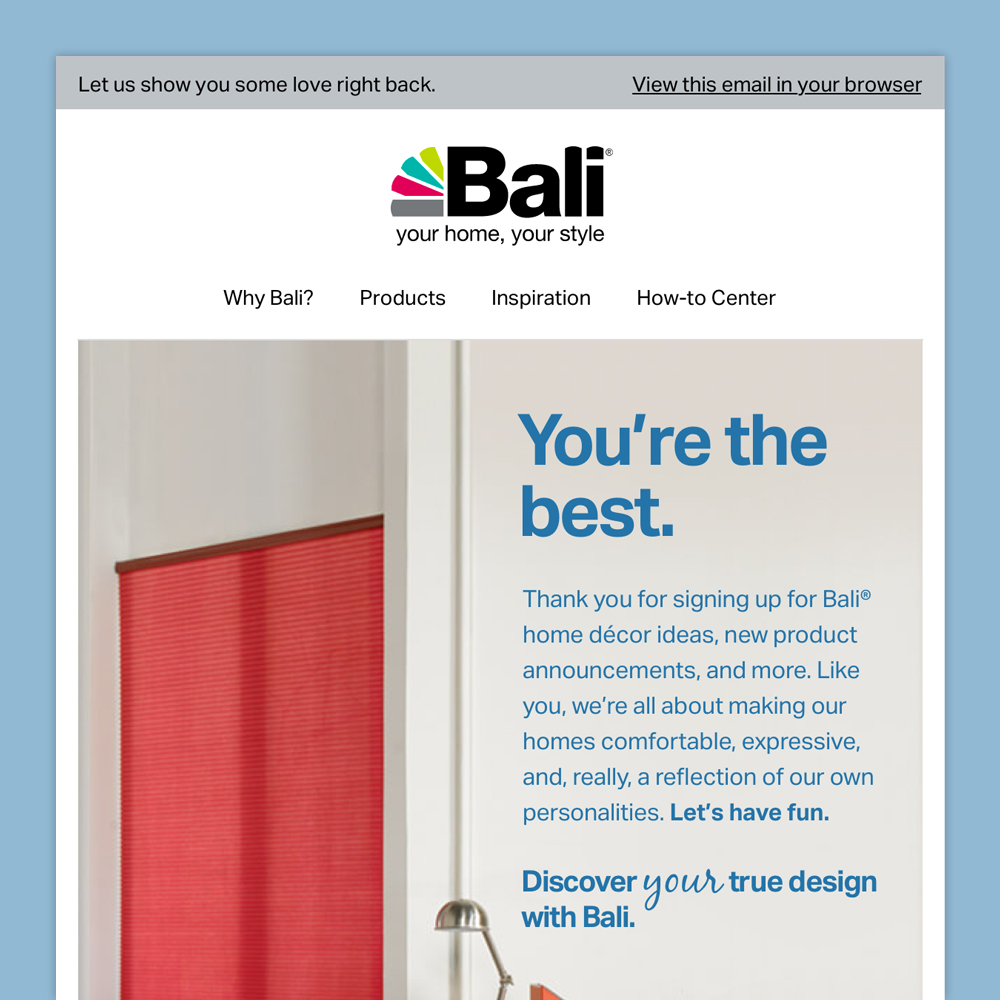 Let us show you some love right back.
View this email in your browser
Bali®
your home, your style
Why Bali? Products Inspiration How-to Center
You’re the
best.
Thank you for signing up for Bali®
home décor ideas, new product
announcements, and more. Like
you, we’re all about making our
homes comfortable, expressive,
and, really, a reflection of our own
personalities. Let’s have fun.
Discover your true design
with Bali.